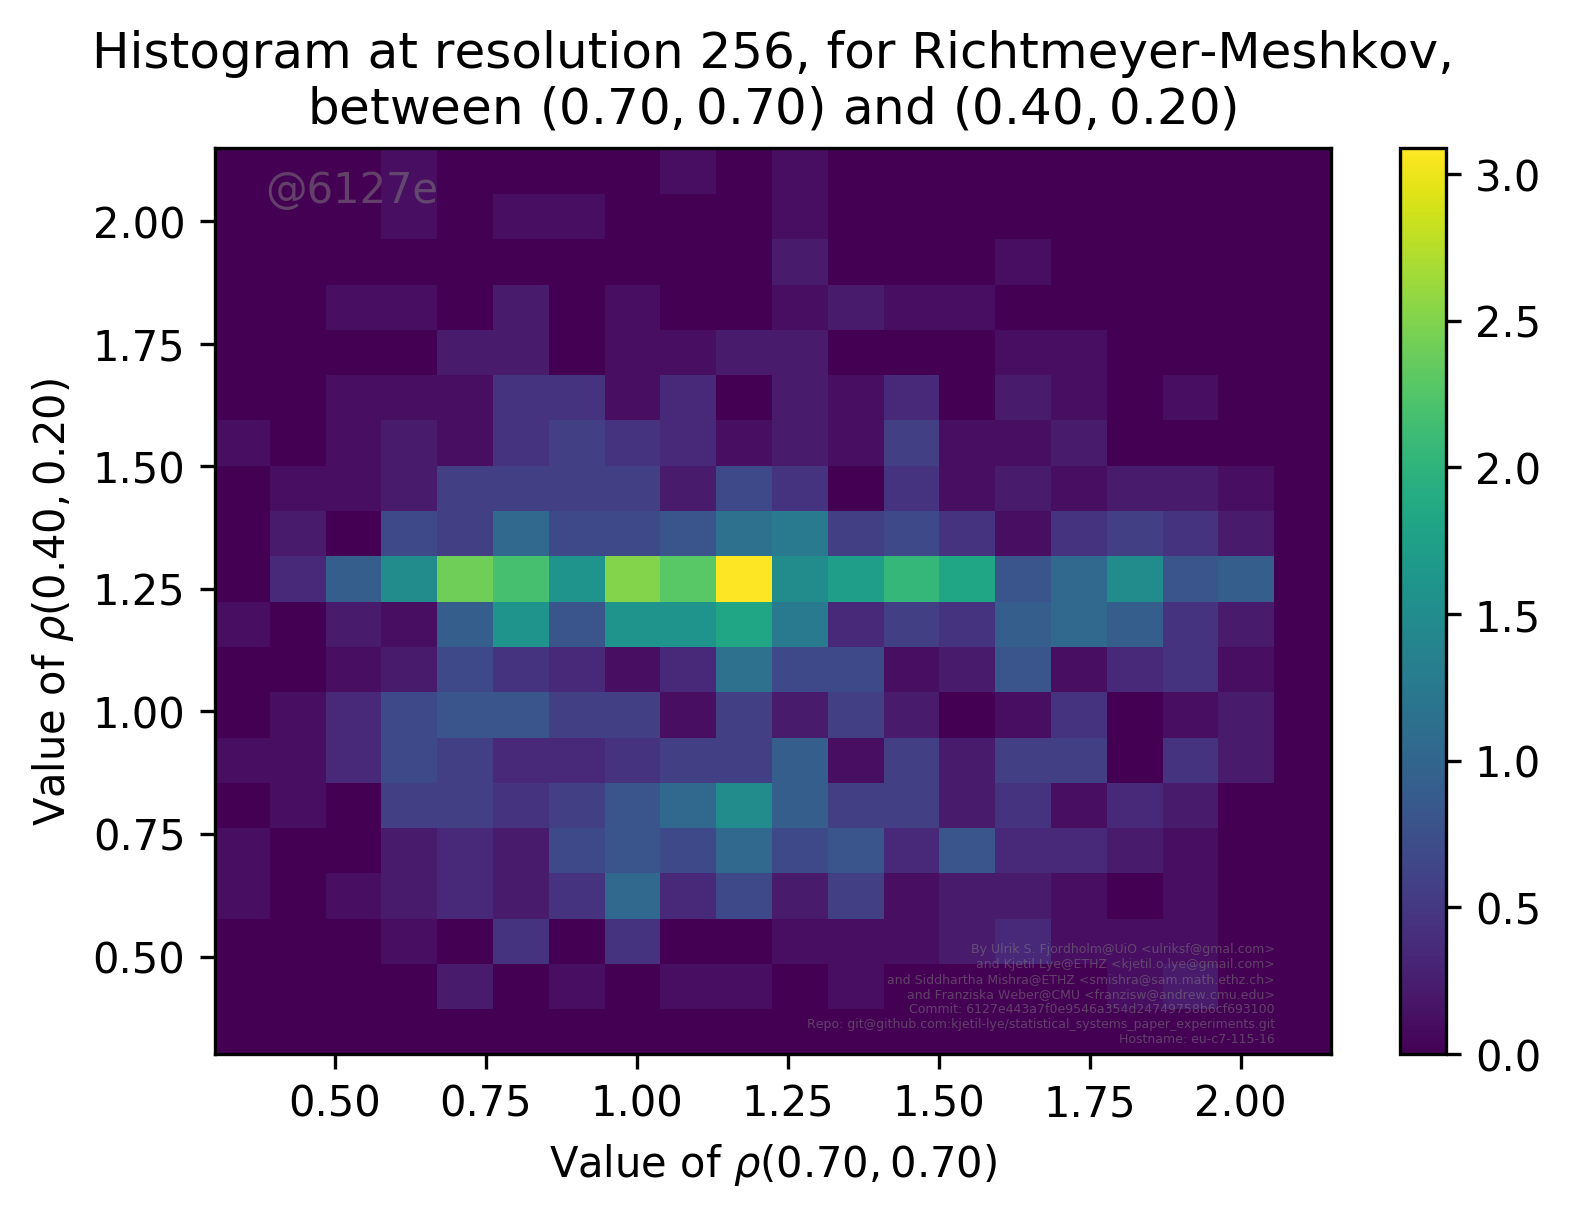 Histogram at resolution 256, for Richtmeyer-Meshkov,
between (0.70, 0.70) and (0.40, 0.20)
@6127e
2.00
1.75
1.50
1.25
1.00
0.75
0.50
Value of ρ(0.40, 0.20)
0.50 0.75 1.00 1.25 1.50 1.75 2.00
Value of ρ(0.70, 0.70)
3.0
2.5
2.0
1.5
1.0
0.5
0.0
By Ulrik S. Fjordholm@UiO <ulriksf@gmal.com>
and Kjetil Lye@ETHZ <kjetil.o.lye@gmail.com>
and Siddhartha Mishra@ETHZ <smishra@sam.math.ethz.ch>
and Franziska Weber@CMU <franzisw@andrew.cmu.edu>
Commit: 6127e443a7f0e9546a354d24749758b6cf693100
Repo: git@github.com:kjetil-lye/statistical_systems_paper_experiments.git
Hostname: eu-c7-115-16